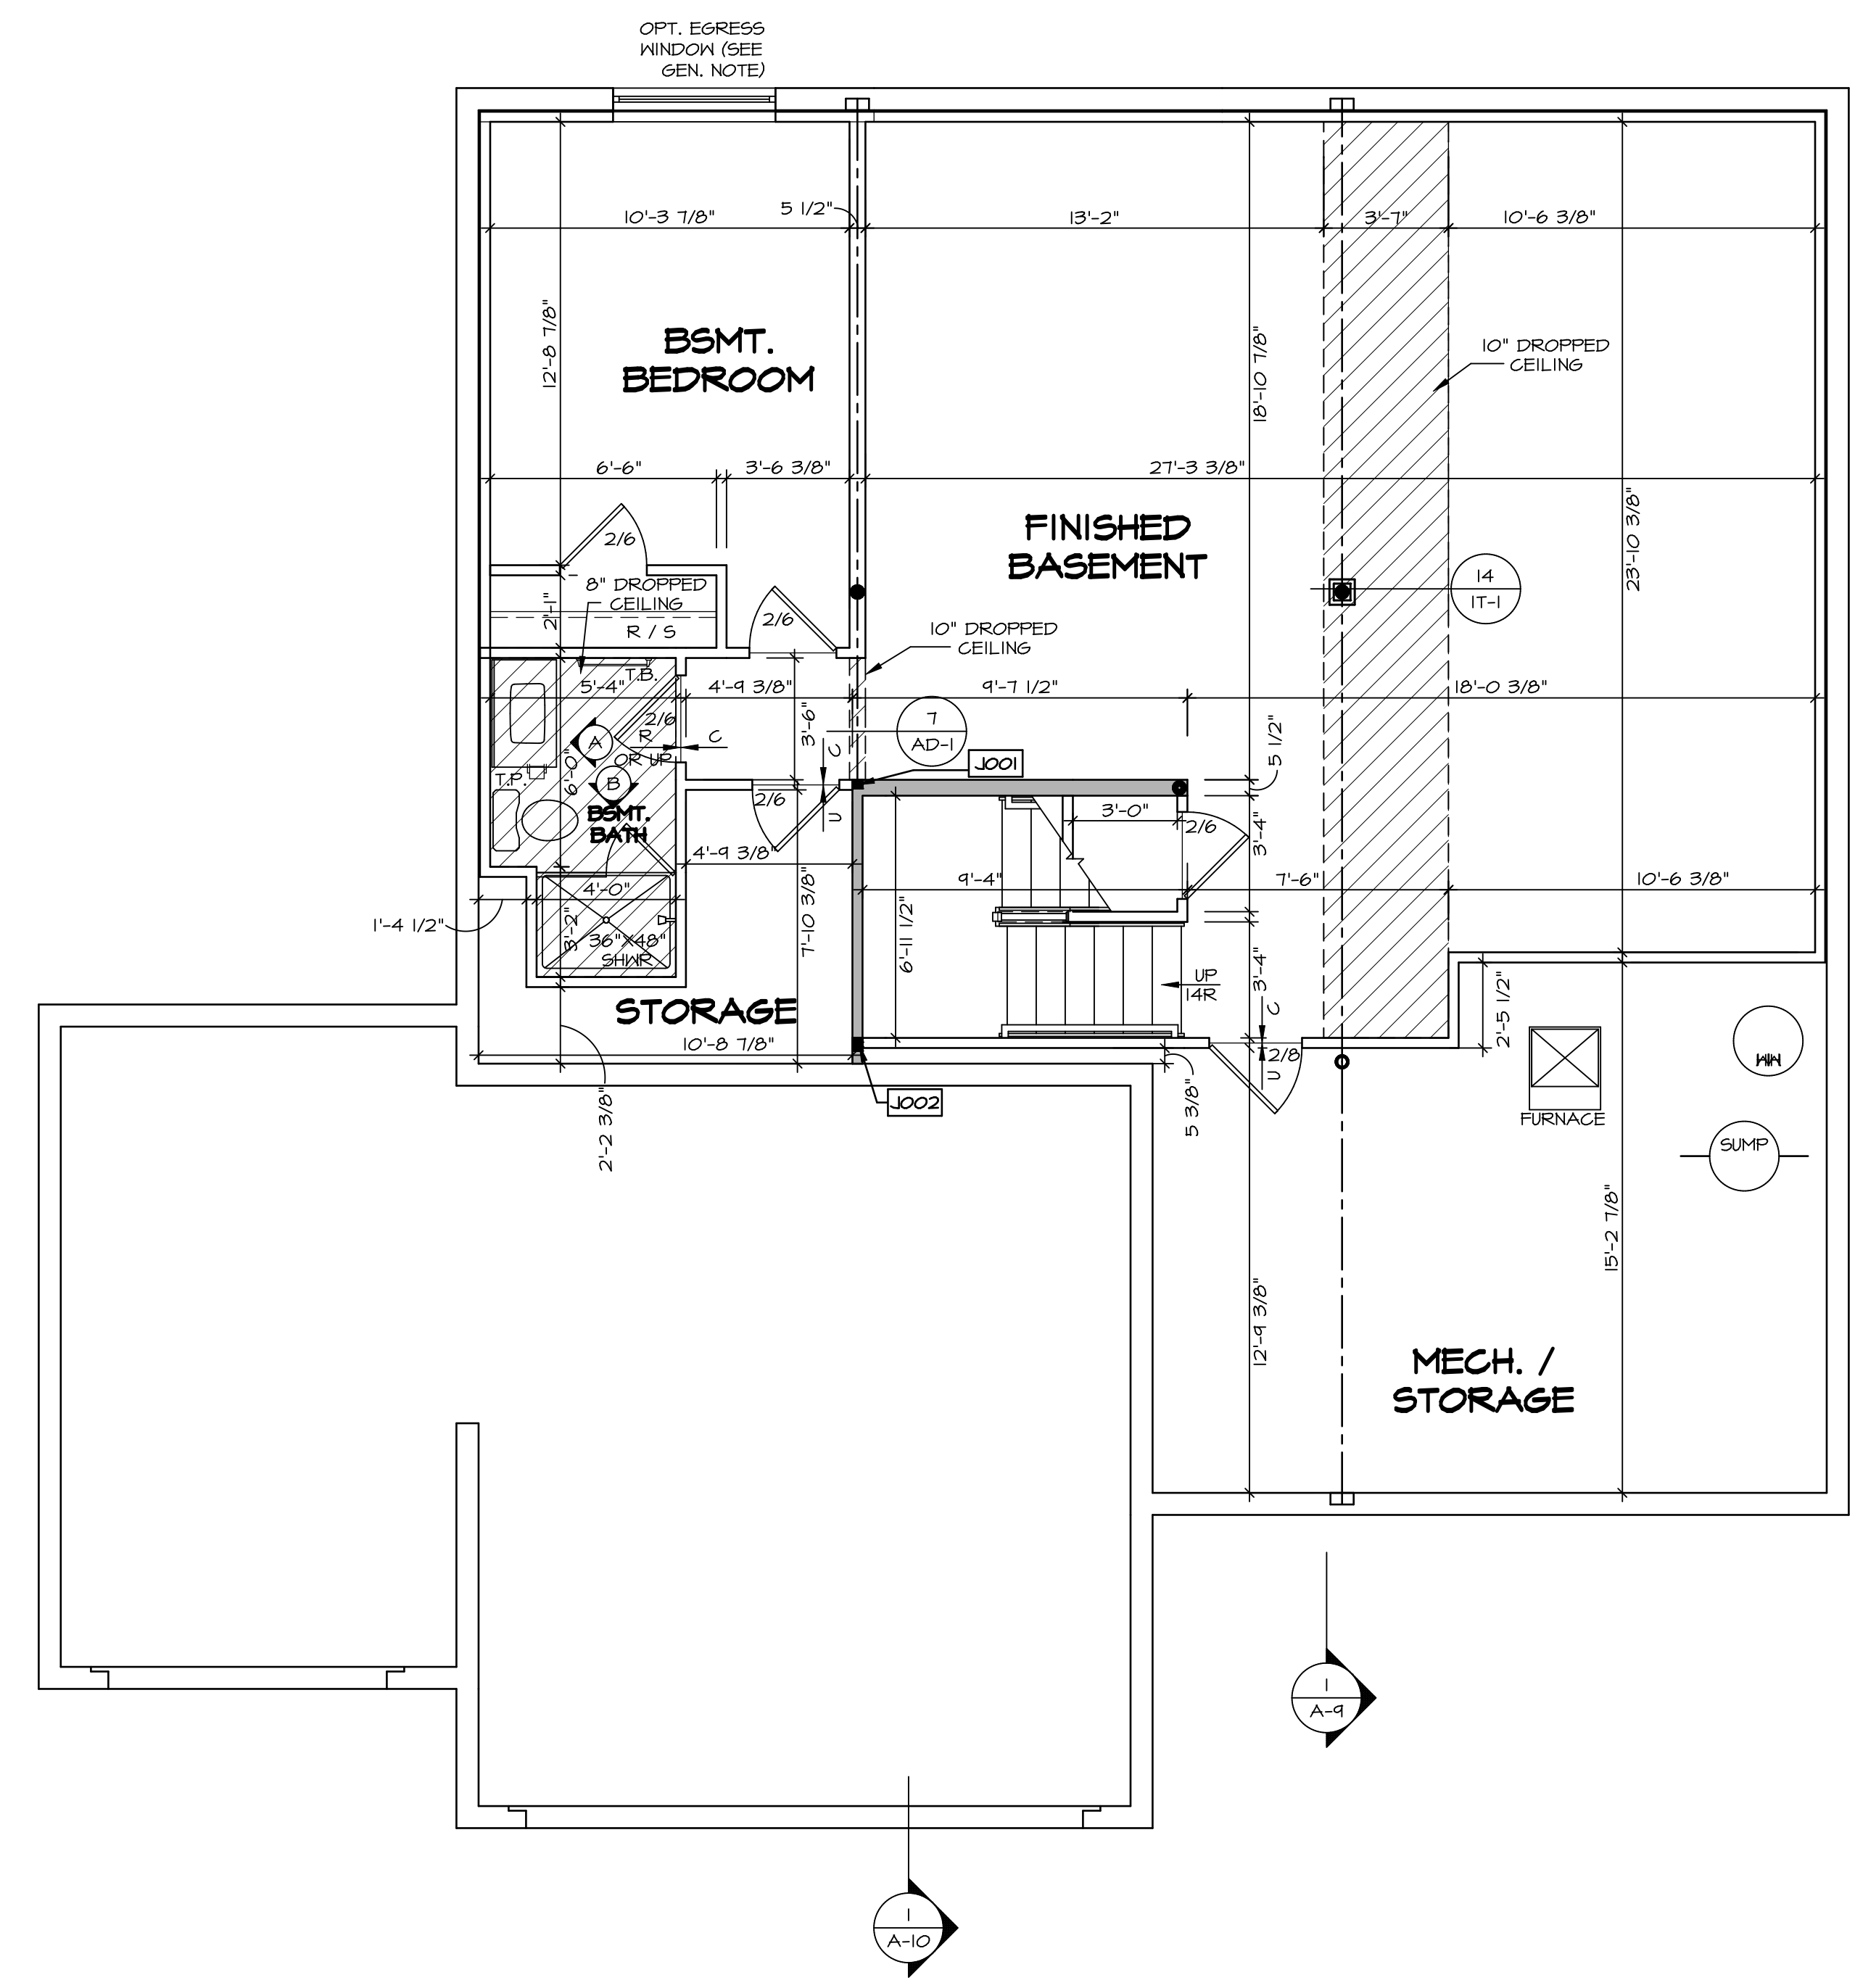 OPT. EGRESS
WINDOW (SEE
GEN. NOTE)
10'-3 7/8"
5 1/2"
13'-2"
3'-7"
10'-6 3/8"
12'-8 7/8"
BSMT.
BEDROOM
18'-10 7/8"
10" DROPPED
CEILING
6'-6"
3'-6 3/8"
27'-3 3/8"
23'-10 3/8"
FINISHED
BASEMENT
2/6
8" DROPPED
CEILING
2'-1"
R / S
2/6
10" DROPPED
CEILING
14
1T-1
T.B.
5'-4"
4'-9 3/8"
9'-7 1/2"
18'-0 3/8"
2/6
R
C
A
OR UP
3'-6"
C
7
AD-1
5 1/2"
J001
T.P.
6'-0"
B
BSMT.
BATH
2/6
U
3'-0"
2/6
3'-4"
4'-9 3/8"
4'-0"
9'-4"
7'-6"
10'-6 3/8"
1'-4 1/2"
3'-2"
36"X48"
SHWR
7'-10 3/8"
6'-11 1/2"
UP
14R
3'-4"
C
2'-5 1/2"
STORAGE
10'-8 7/8"
2/8
U
WH
FURNACE
J002
5 3/8"
2'-2 3/8"
SUMP
15'-2 7/8"
12'-9 3/8"
MECH. /
STORAGE
1
A-9
1
A-10